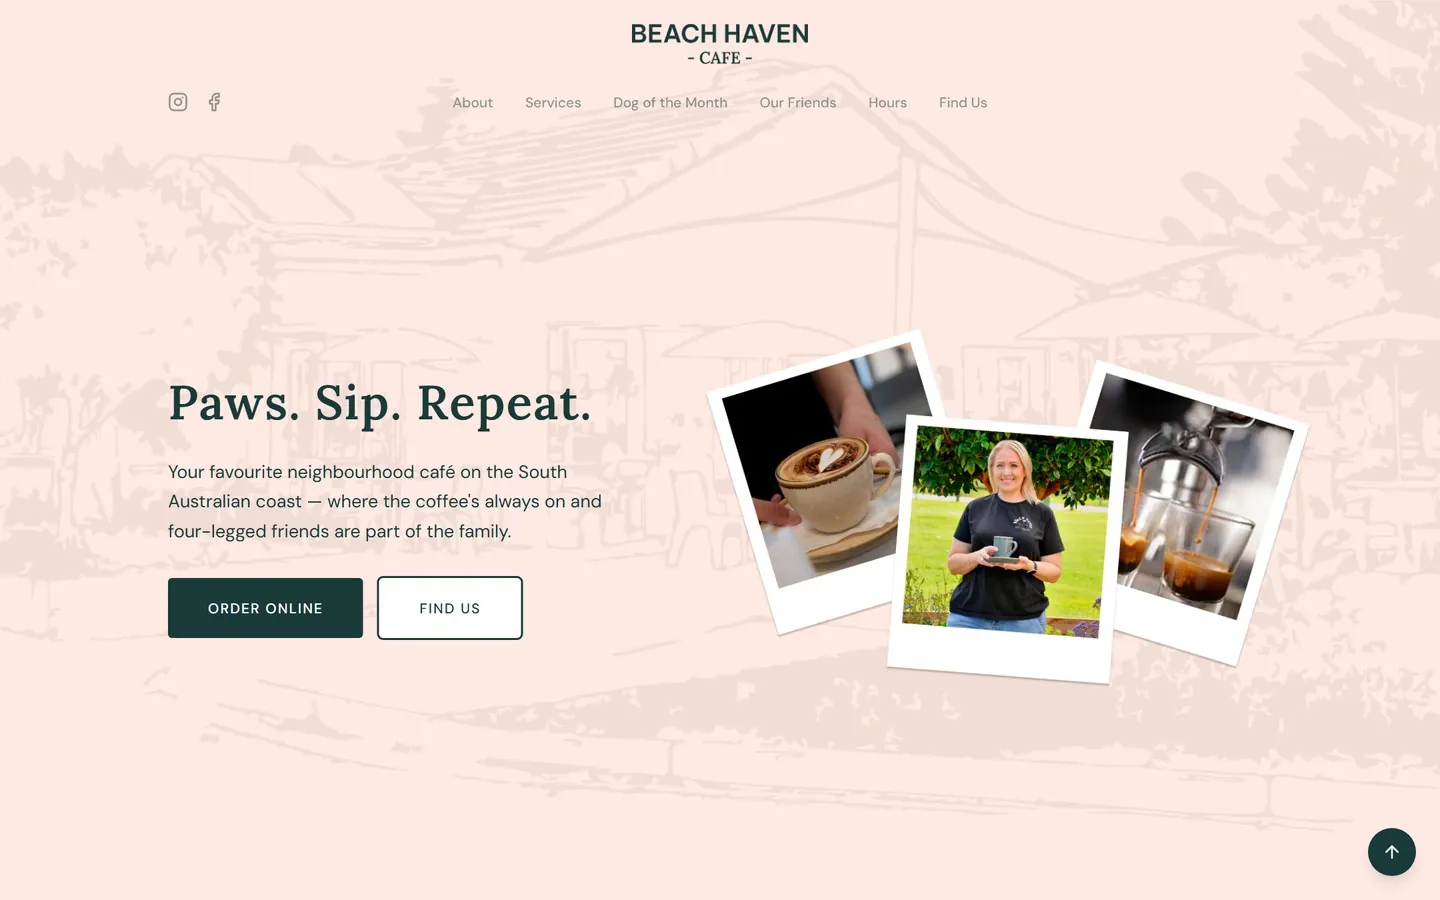 BEACH HAVEN
- CAFE -
About Services Dog of the Month Our Friends Hours Find Us
Paws. Sip. Repeat.
Your favourite neighbourhood café on the South
Australian coast — where the coffee's always on and
four-legged friends are part of the family.
ORDER ONLINE FIND US